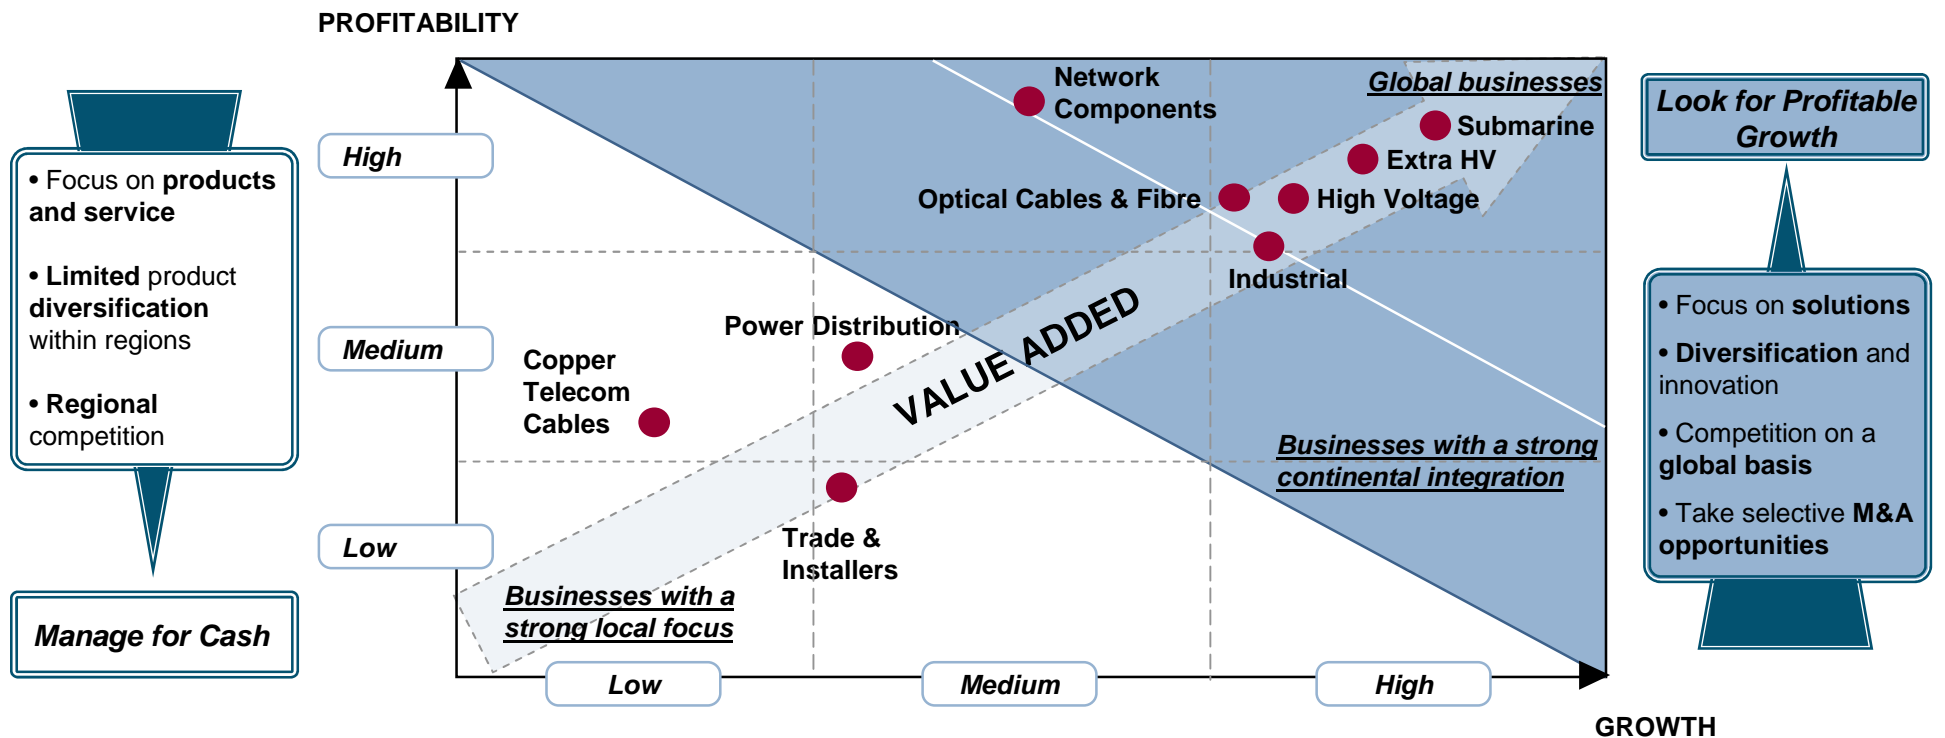 PROFITABILITY
• Focus on products
and service
• Limited product
diversification
within regions
• Regional
competition
Manage for Cash
High
Medium
Low
Network
Components
Global businesses
Submarine
Extra HV
Optical Cables & Fibre
High Voltage
Industrial
Power Distribution
VALUE ADDED
Copper
Telecom
Cables
Businesses with a strong
continental integration
Trade &
Installers
Businesses with a
strong local focus
Low
Medium
High
GROWTH
Look for Profitable
Growth
• Focus on solutions
• Diversification and
innovation
• Competition on a
global basis
• Take selective M&A
opportunities